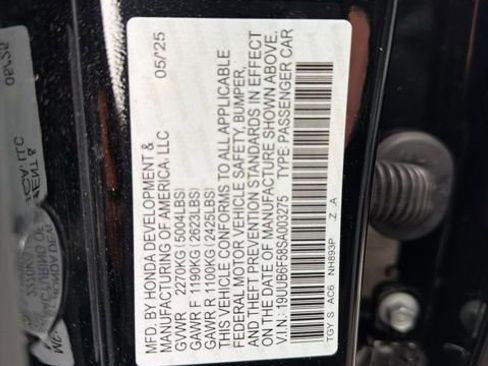 MFD. BY HONDA DEVELOPMENT & 05/25
MANUFACTURING OF AMERICA, LLC
GVWR 2270KG(5004LBS)
GAWR F 1190KG(2623LBS)
GAWR R 1100KG(2425LBS)
THIS VEHICLE CONFORMS TO ALL APPLICABLE
FEDERAL MOTOR VEHICLE SAFETY, BUMPER,
AND THEFT PREVENTION STANDARDS IN EFFECT
ON THE DATE OF MANUFACTURE SHOWN ABOVE.
V.I.N.: 19UUB6F58SA003275 TYPE: PASSENGER CAR
TGY S AC6 NH893P Z A